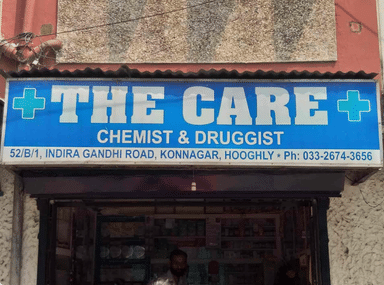 THE CARE
CHEMIST & DRUGGIST
52/B/1, INDIRA GANDHI ROAD, KONNAGAR, HOOGHLY • Ph: 033-2674-3656